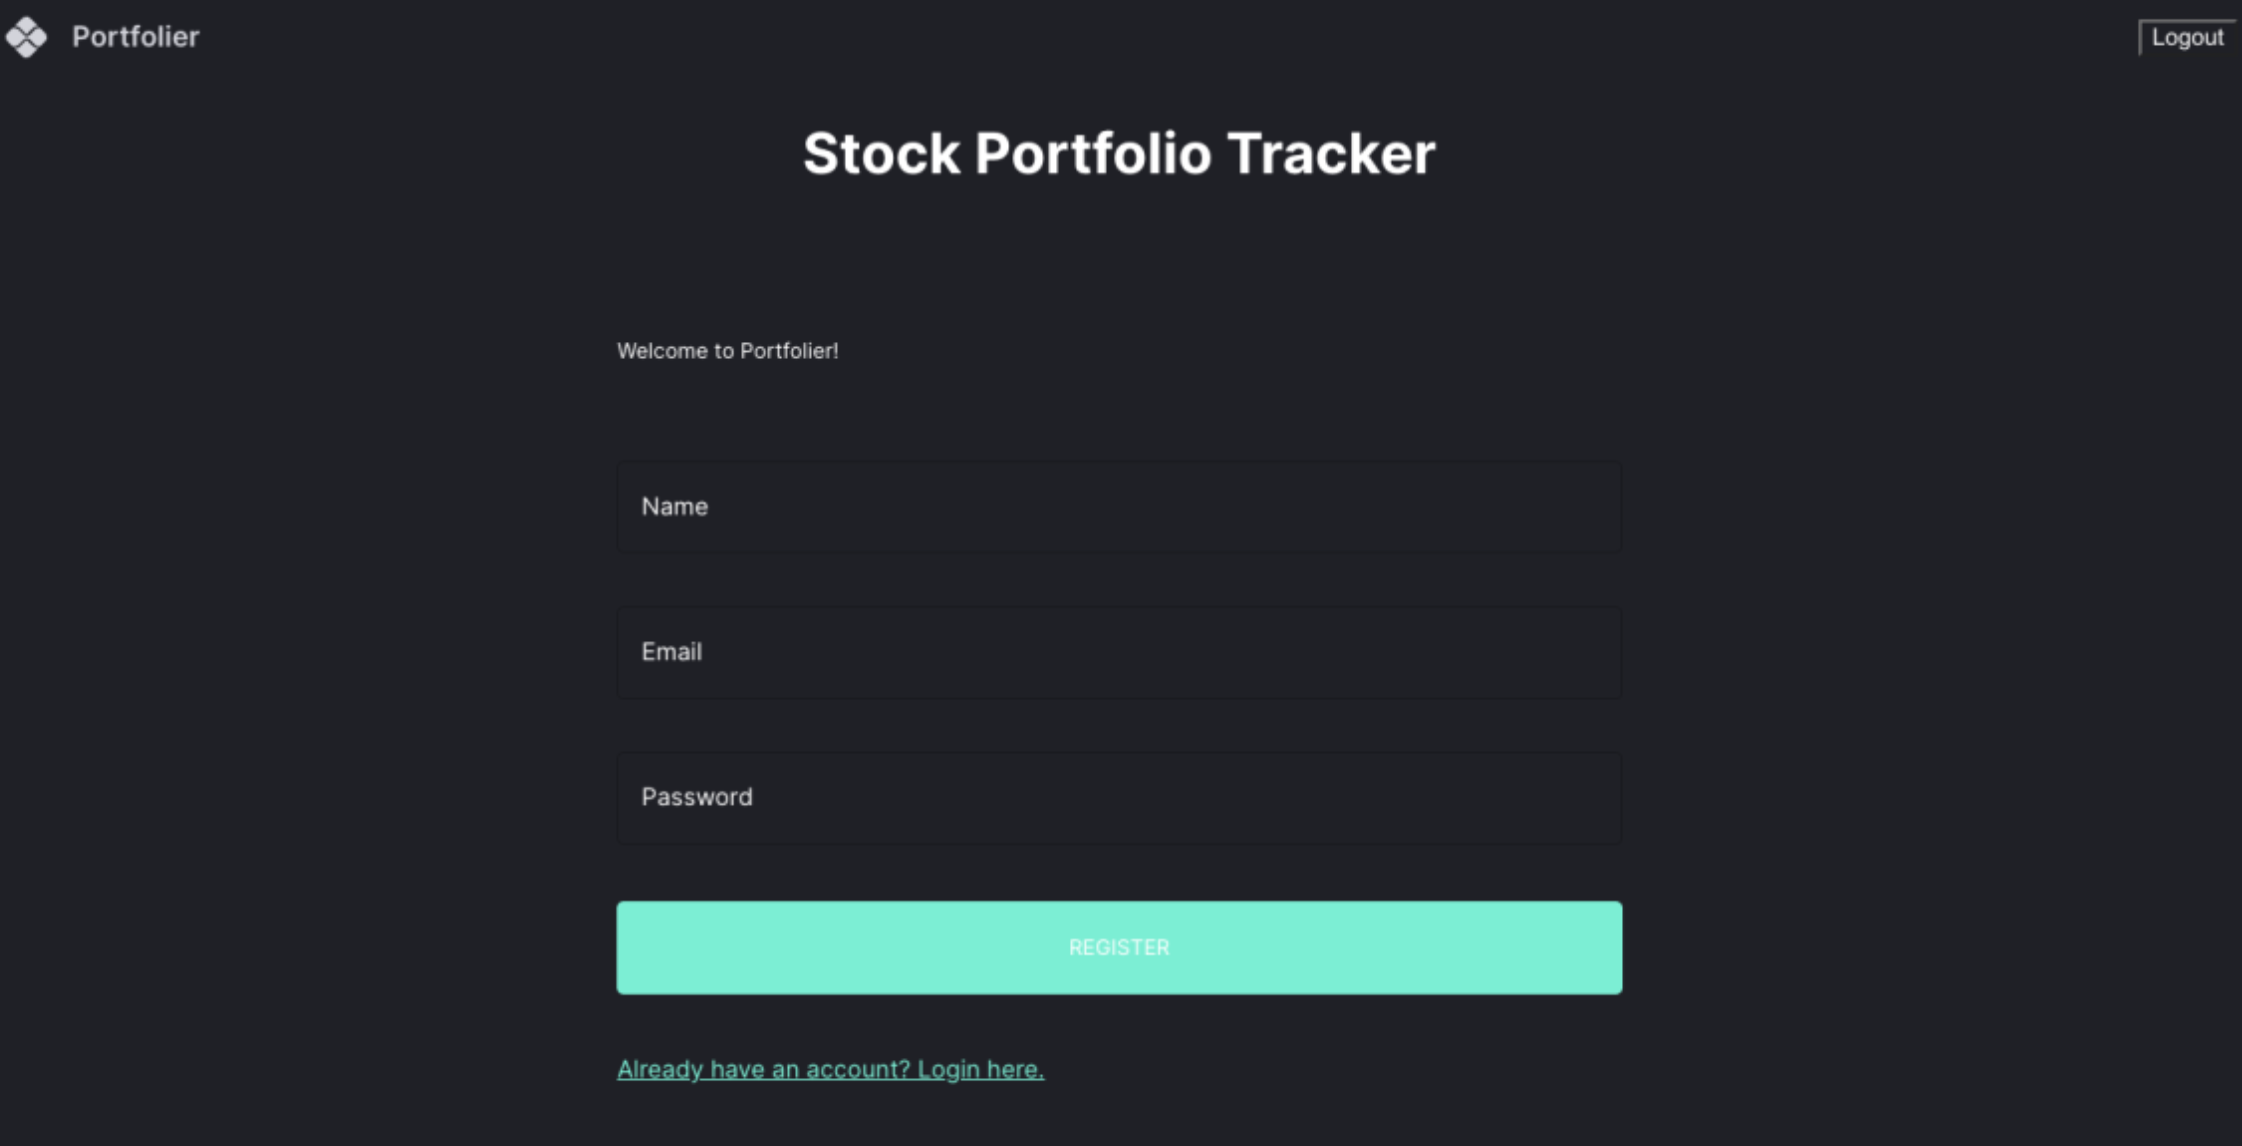 Portfolier
Logout
Stock Portfolio Tracker
Welcome to Portfolier!
Name
Email
Password
REGISTER
Already have an account? Login here.